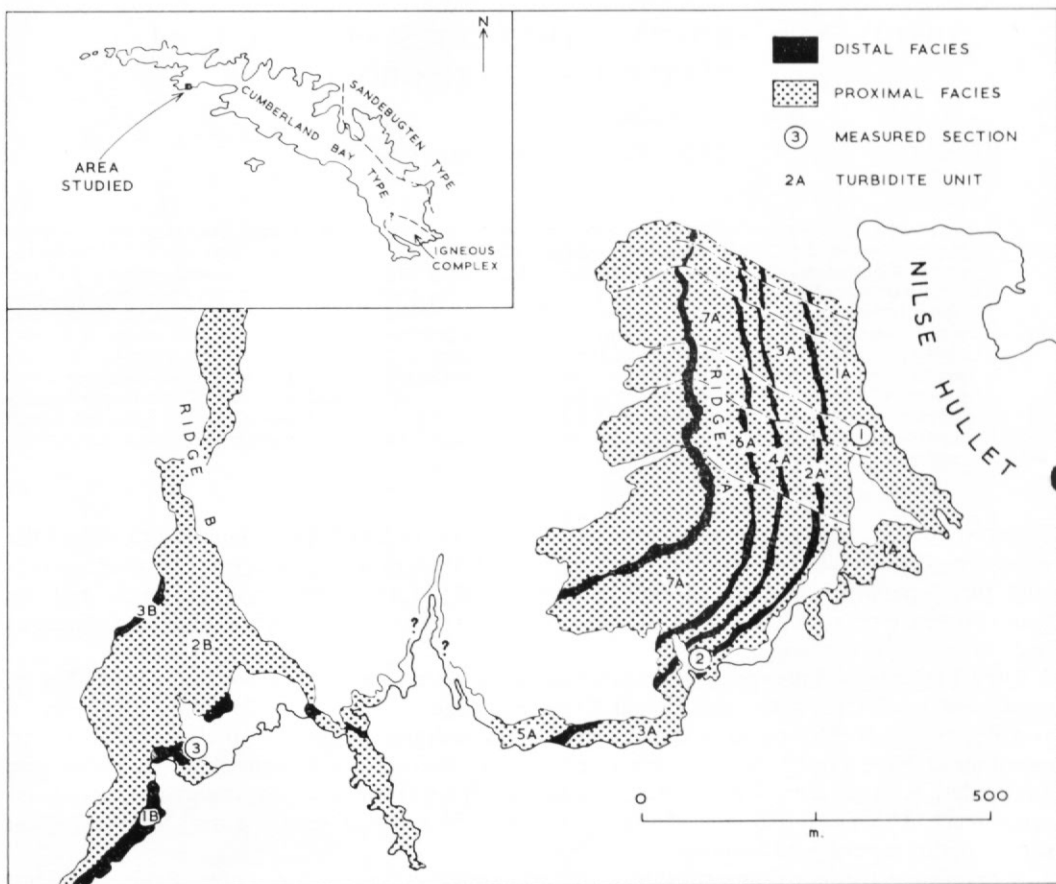 N
SANDEBUGTEN TYPE
CUMBERLAND
BAY
TYPE
?
AREA
STUDIED
IGNEOUS
COMPLEX
DISTAL FACIES
PROXIMAL FACIES
3 MEASURED SECTION
2A TURBIDITE UNIT
NILSE
HULLET
7A
3A
1A
RIDGE
A
6A
4A
2A
1
1A
7A
2
RIDGE
B
3B
2B
?
?
3
1B
5A
3A
0 500
m.